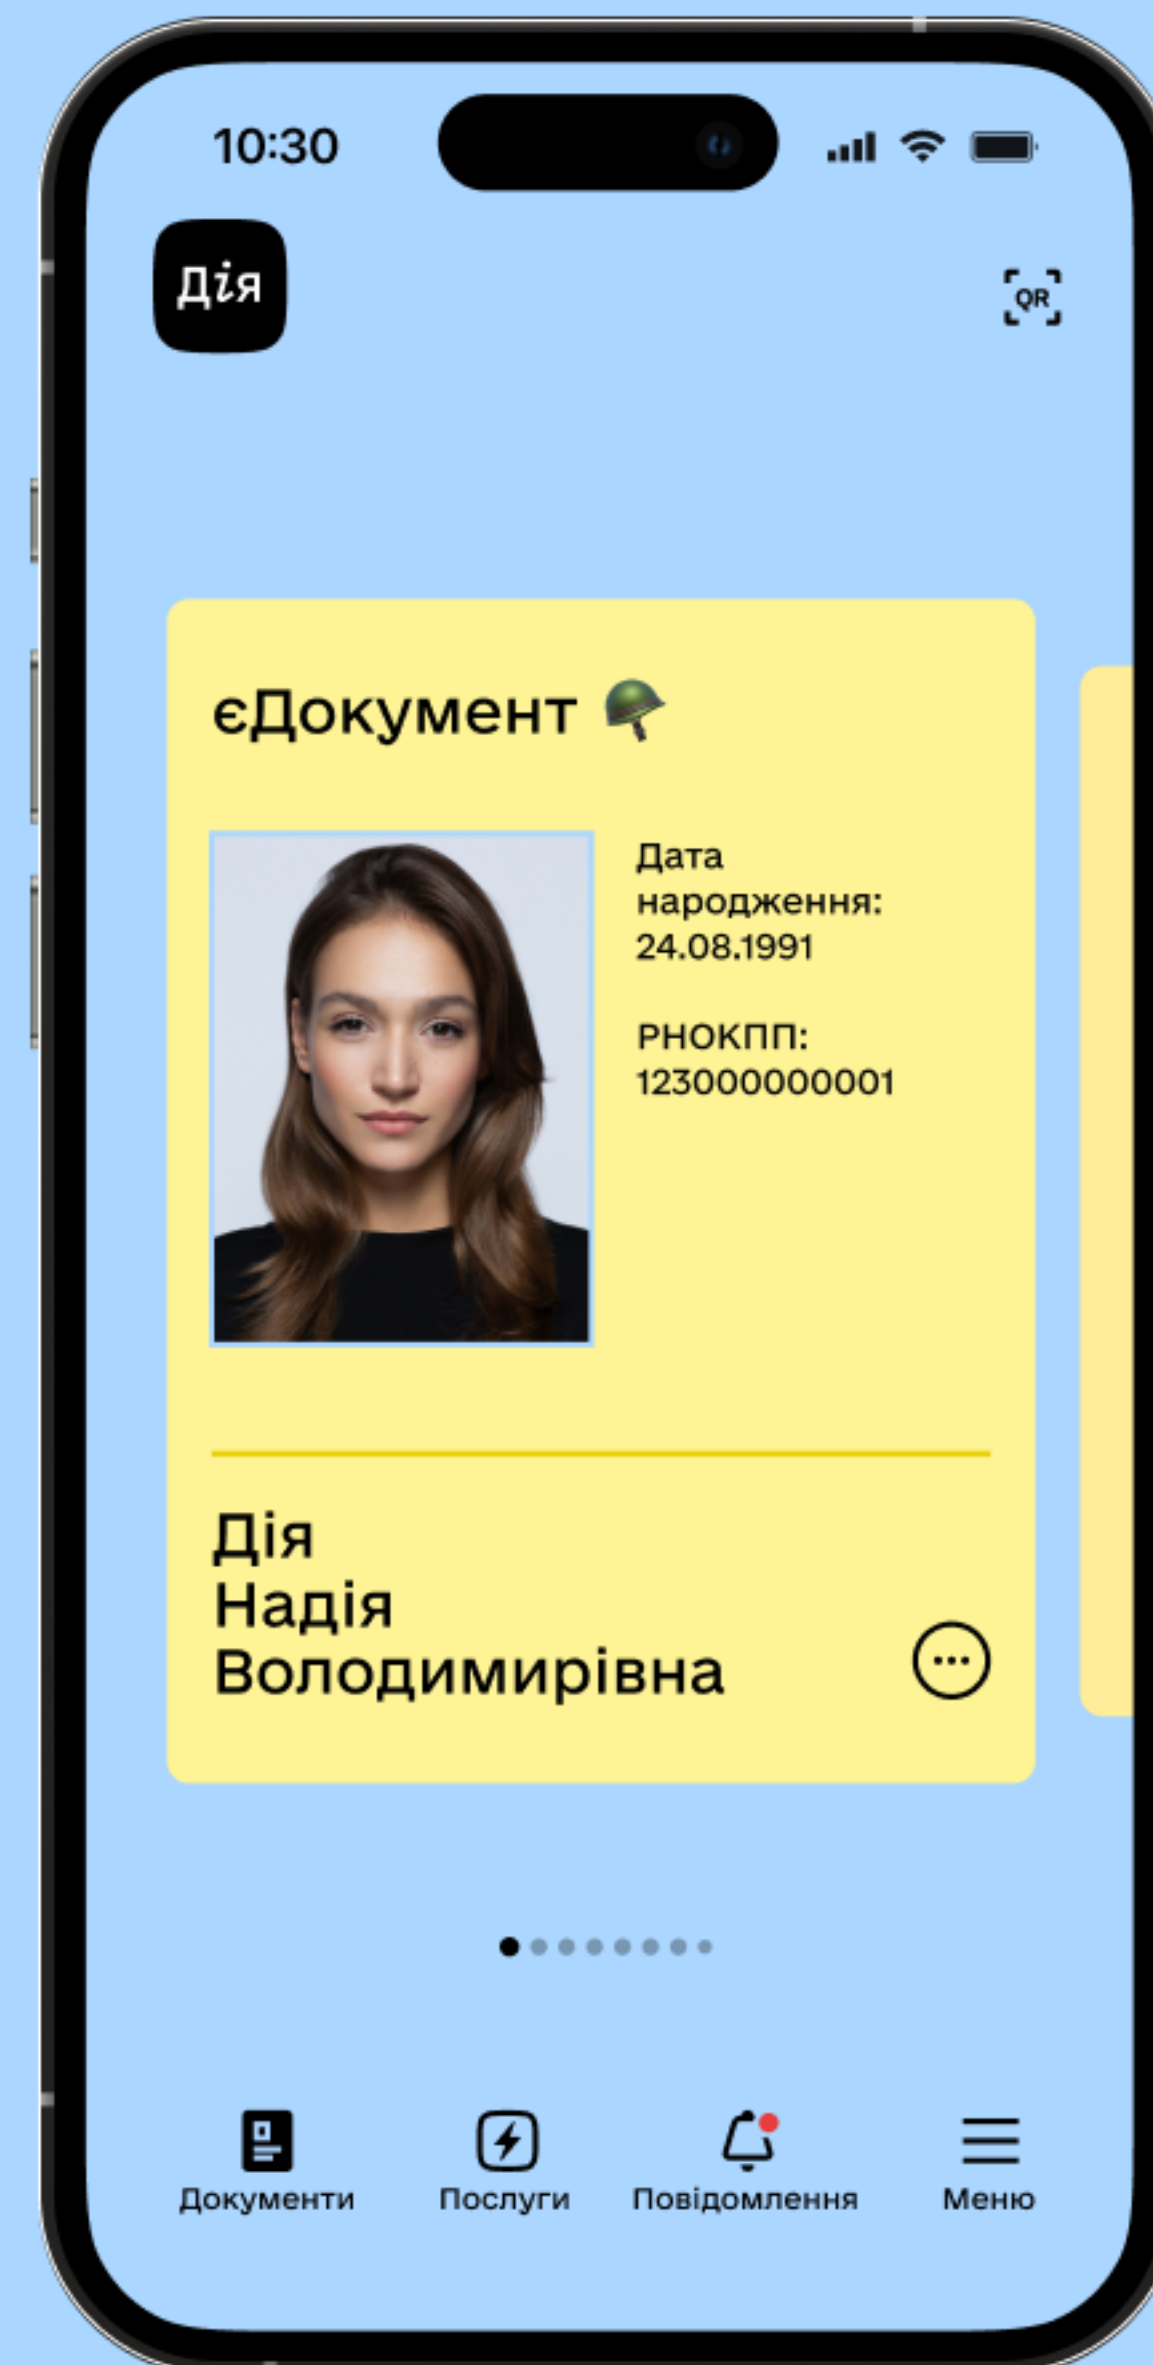 10:30
Дія
QR
єДокумент
Дата
народження:
24.08.1991
РНОКПП:
123000000001
Дія
Надія
Володимирівна
Документи
Послуги
Повідомлення
Меню